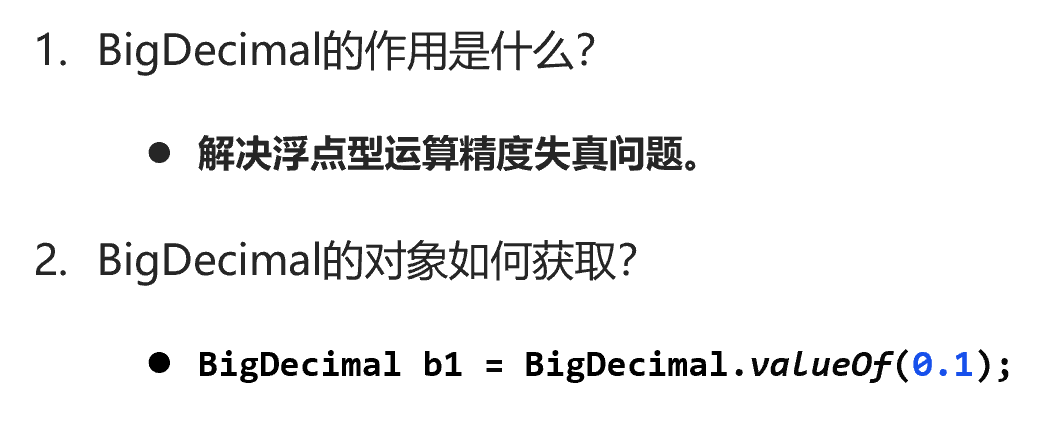 1. BigDecimal的作用是什么？
● 解决浮点型运算精度失真问题。
2. BigDecimal的对象如何获取？
● BigDecimal b1 = BigDecimal.valueOf(0.1);